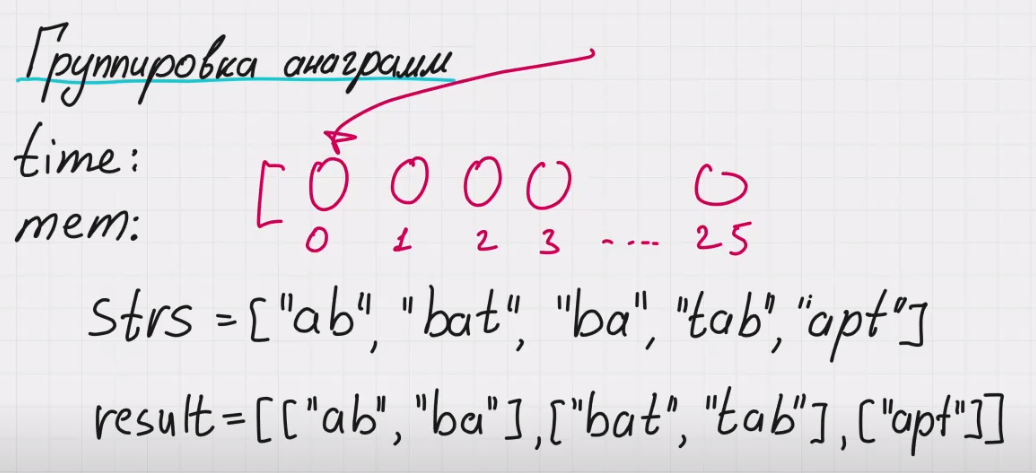 Группировка анаграмм
time:
[ 0 0 0 0 0
mem:
0 1 2 3 ..... 25
Strs = ["ab", "bat", "ba", "tab", "apt"]
result = [["ab", "ba"], ["bat", "tab"], ["apt"]]